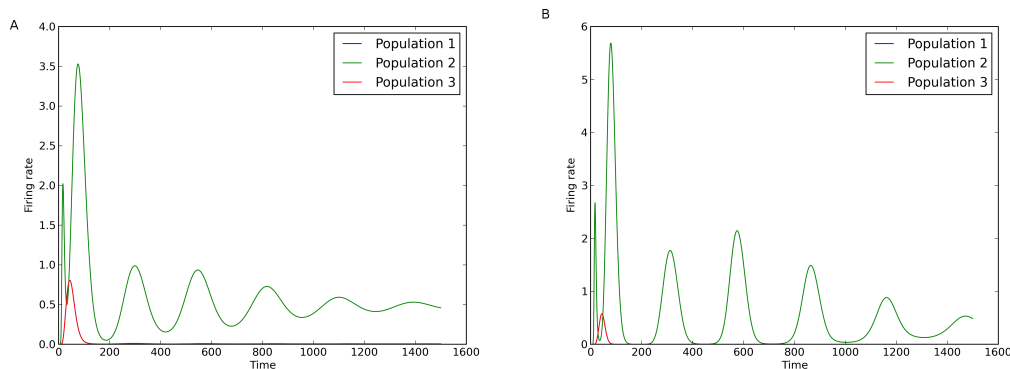 A
4.0
3.5
3.0
2.5
2.0
1.5
1.0
0.5
0.0
Firing rate
0 200 400 600 800 1000 1200 1400 1600
Time
Population 1
Population 2
Population 3
B
6
5
4
3
2
1
0
Firing rate
0 200 400 600 800 1000 1200 1400 1600
Time
Population 1
Population 2
Population 3